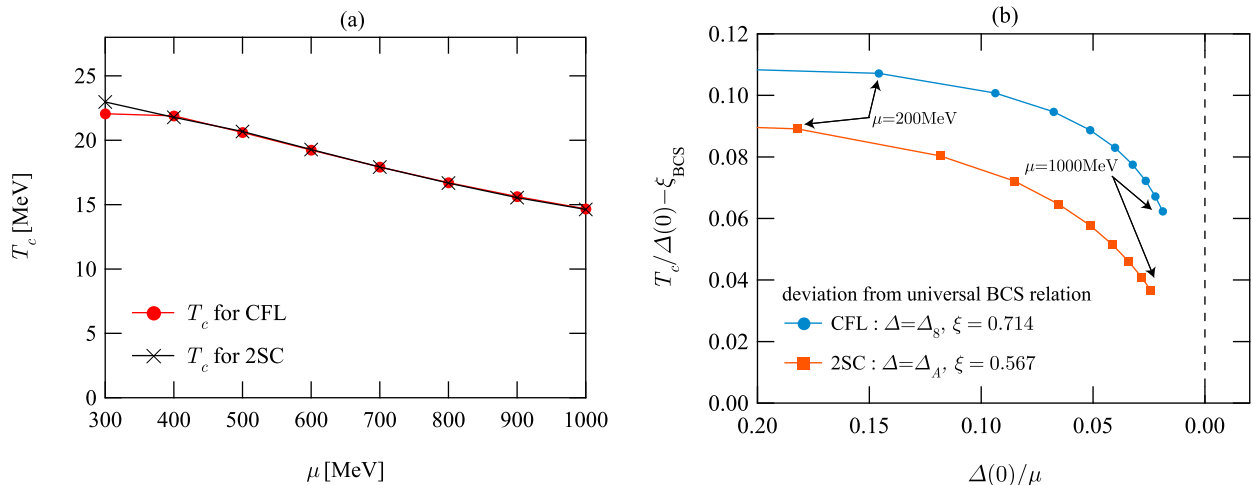 (a)
25
20
15
10
5
0
T_c [MeV]
T_c for CFL
T_c for 2SC
300 400 500 600 700 800 900 1000
μ [MeV]
(b)
0.10
0.08
0.06
0.04
0.02
0.00
T_c/Δ(0)−ξ_BCS
μ=200MeV
μ=1000MeV
deviation from universal BCS relation
CFL : Δ=Δ_8, ξ = 0.714
2SC : Δ=Δ_A, ξ = 0.567
0.20 0.15 0.10 0.05 0.00
Δ(0)/μ